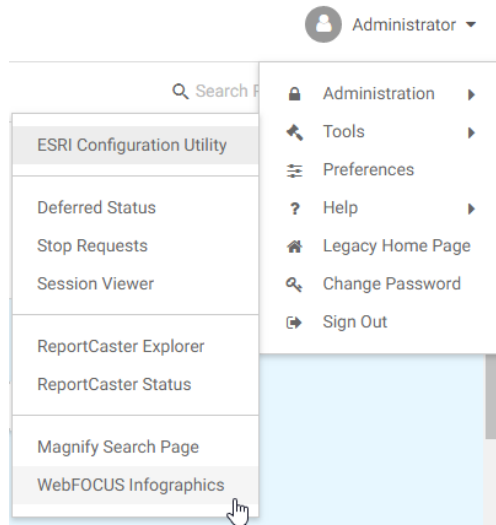 Administrator
Search
Administration
Tools
Preferences
Help
Legacy Home Page
Change Password
Sign Out
ESRI Configuration Utility
Deferred Status
Stop Requests
Session Viewer
ReportCaster Explorer
ReportCaster Status
Magnify Search Page
WebFOCUS Infographics